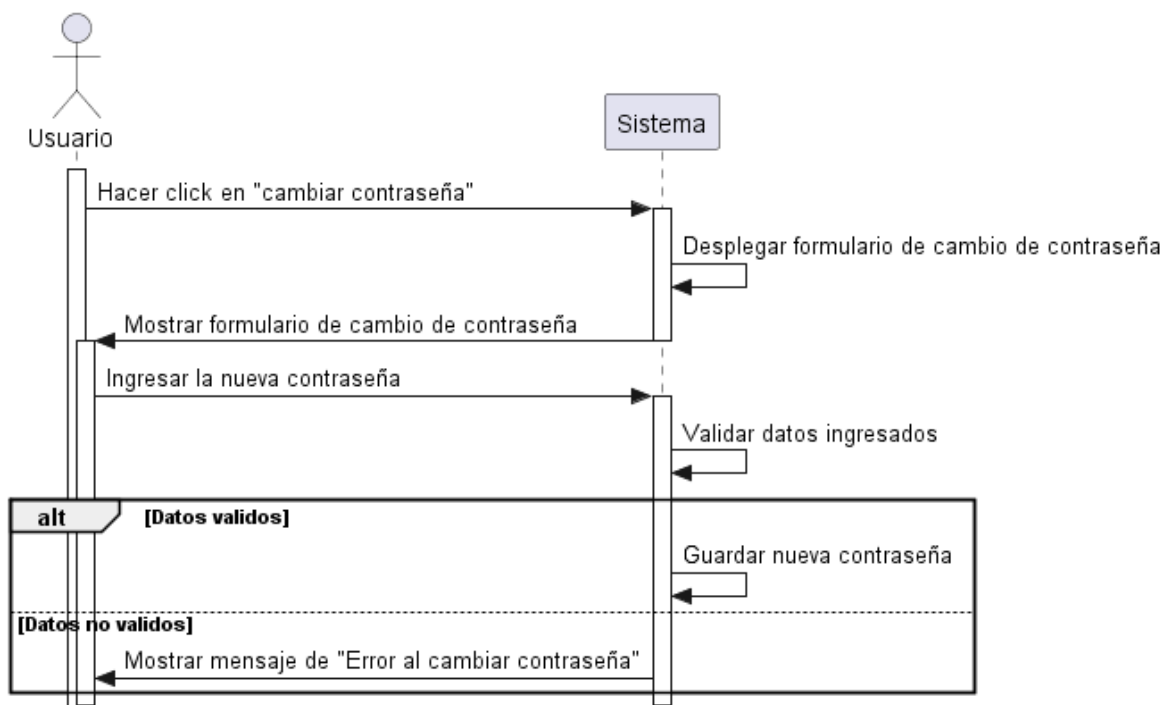 Usuario
Sistema
Hacer click en "cambiar contraseña"
Desplegar formulario de cambio de contraseña
Mostrar formulario de cambio de contraseña
Ingresar la nueva contraseña
Validar datos ingresados
alt [Datos validos]
Guardar nueva contraseña
[Datos no validos]
Mostrar mensaje de "Error al cambiar contraseña"